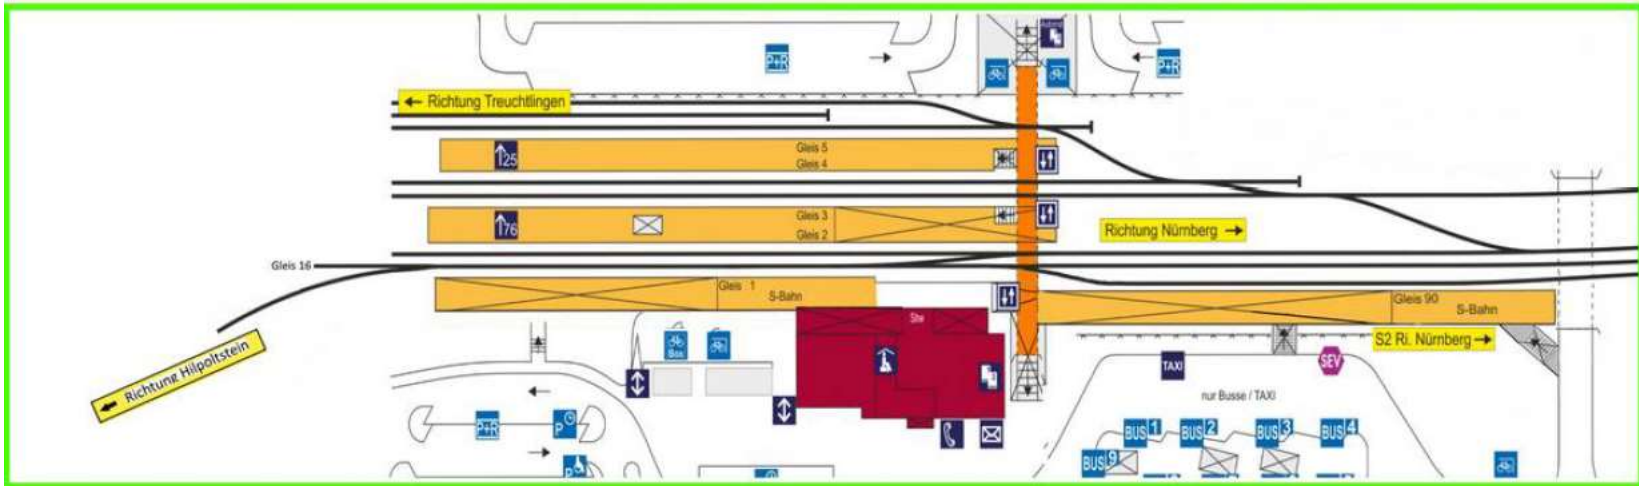 P+R
P+R
← Richtung Treuchtlingen
Gleis 5
25
Gleis 4
Gleis 3
76
Gleis 2
Richtung Nürnberg →
Gleis 16
Gleis 1
S-Bahn
Gleis 90
S-Bahn
Ste
S2 Ri. Nürnberg →
← Richtung Hilpoltstein
Box
TAXI
SEV
nur Busse / TAXI
P+R
P
BUS 1
BUS 2
BUS 3
BUS 4
BUS 9
P